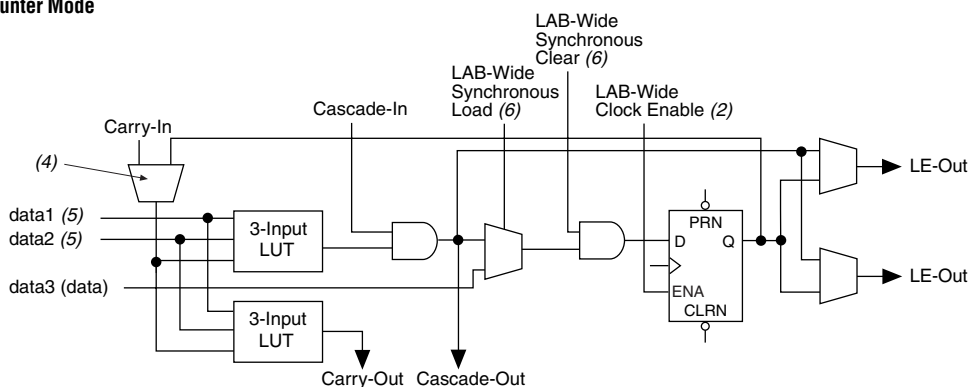 unter Mode
LAB-Wide
Synchronous
Clear (6)
LAB-Wide
Synchronous
Load (6)
LAB-Wide
Clock Enable (2)
Cascade-In
Carry-In
(4)
LE-Out
data1 (5)
data2 (5)
3-Input
LUT
PRN
D
Q
data3 (data)
ENA
CLRN
LE-Out
3-Input
LUT
Carry-Out
Cascade-Out